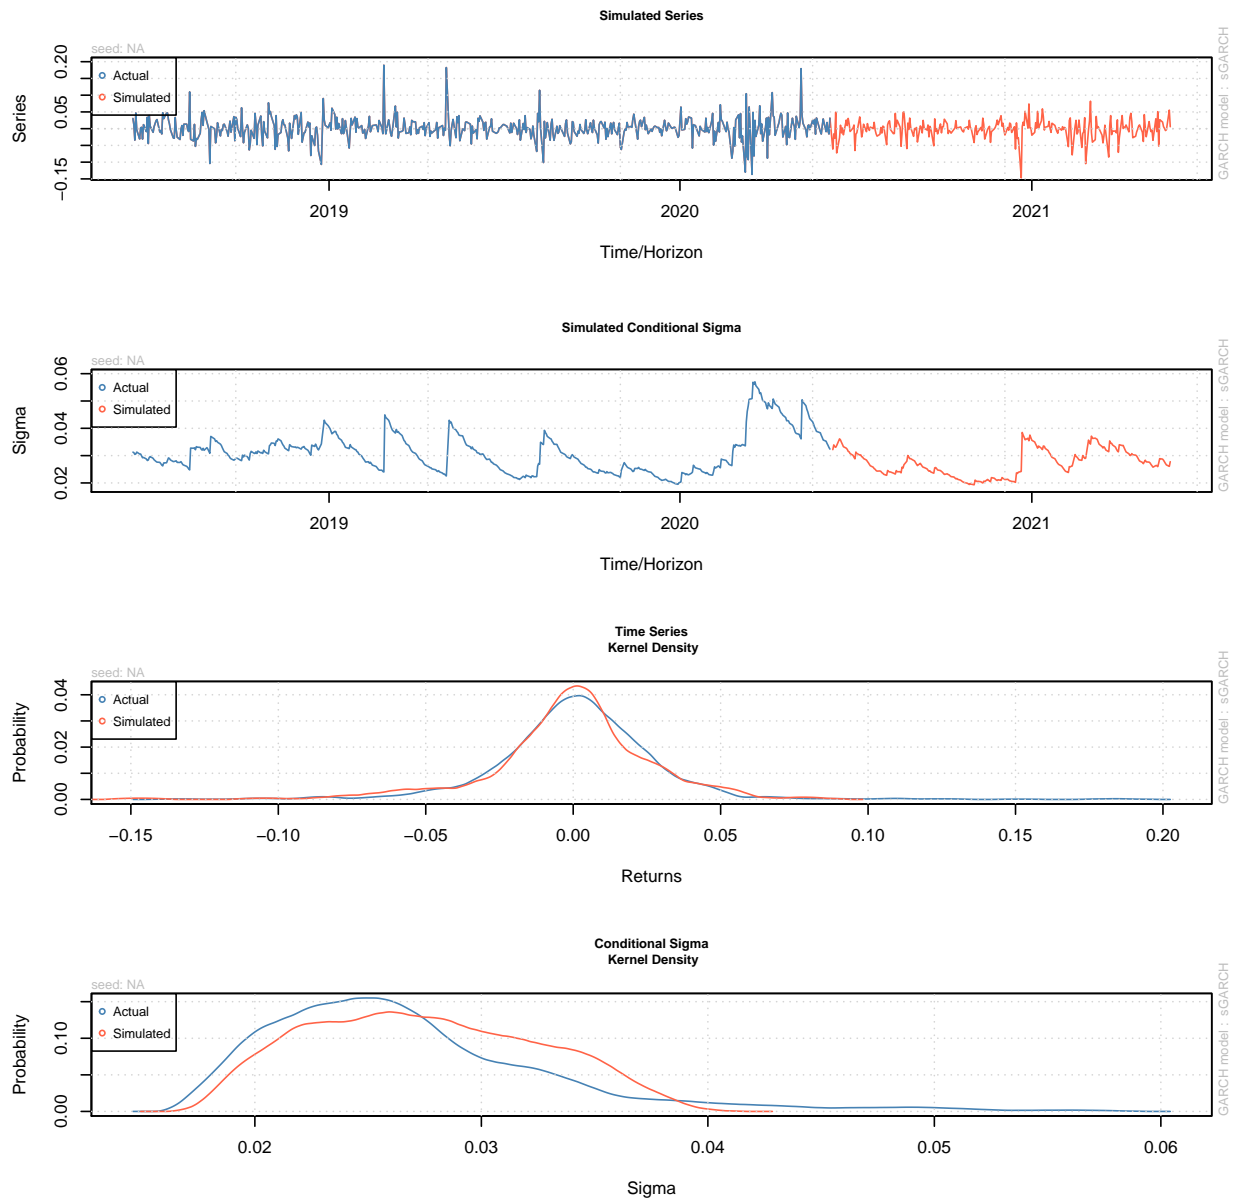 Simulated Series
seed: NA
GARCH model : sGARCH
Actual
Simulated
Series
0.20
0.05
−0.15
2019
2020
2021
Time/Horizon
Simulated Conditional Sigma
seed: NA
GARCH model : sGARCH
Actual
Simulated
Sigma
0.06
0.04
0.02
2019
2020
2021
Time/Horizon
Time Series
Kernel Density
seed: NA
GARCH model : sGARCH
Actual
Simulated
Probability
0.04
0.02
0.00
−0.15
−0.10
−0.05
0.00
0.05
0.10
0.15
0.20
Returns
Conditional Sigma
Kernel Density
seed: NA
GARCH model : sGARCH
Actual
Simulated
Probability
0.10
0.00
0.02
0.03
0.04
0.05
0.06
Sigma